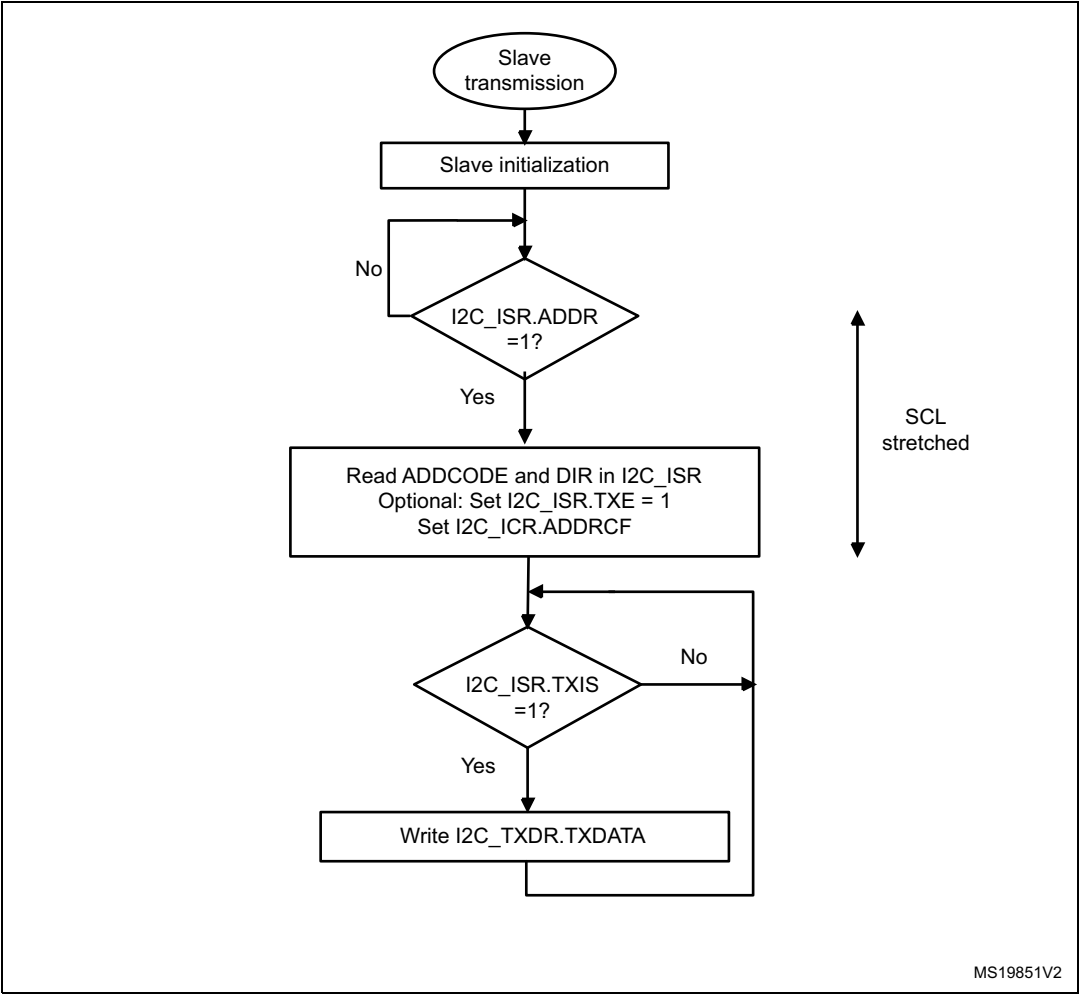 Slave
transmission
Slave initialization
No
I2C_ISR.ADDR
=1?
Yes
SCL
stretched
Read ADDCODE and DIR in I2C_ISR
Optional: Set I2C_ISR.TXE = 1
Set I2C_ICR.ADDRCF
No
I2C_ISR.TXIS
=1?
Yes
Write I2C_TXDR.TXDATA
MS19851V2